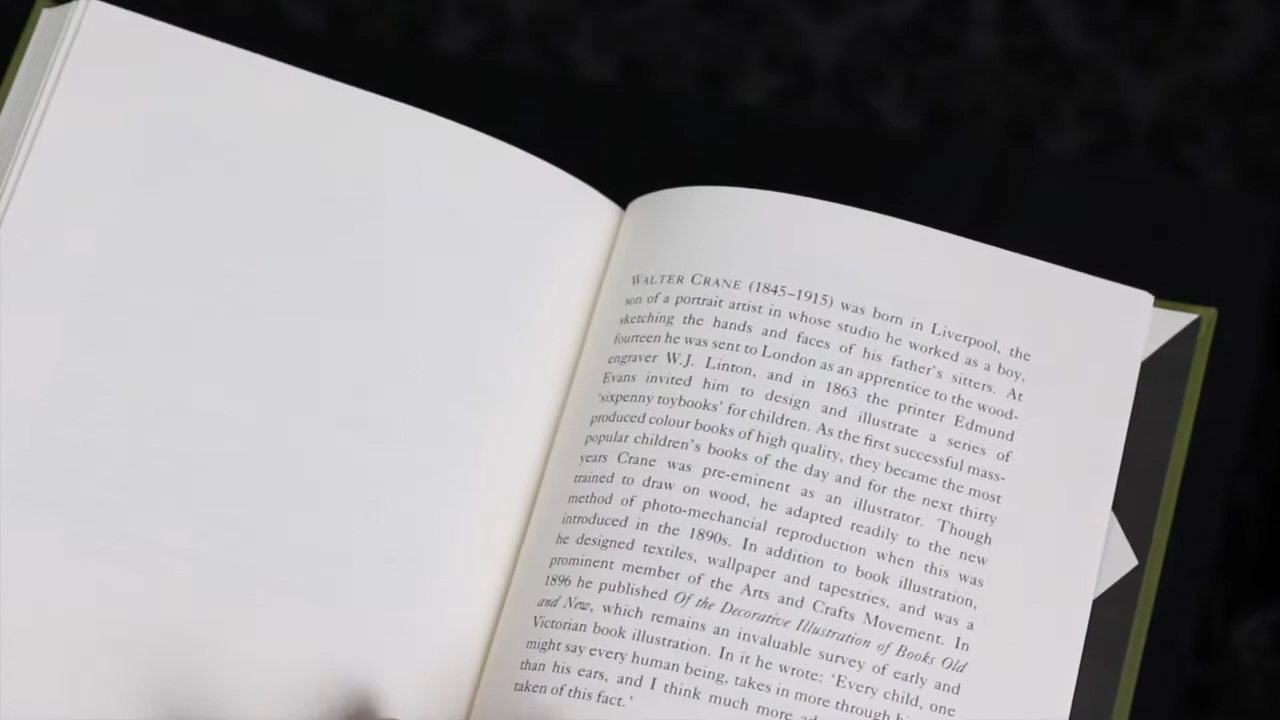 WALTER CRANE (1845–1915) was born in Liverpool, the
son of a portrait artist in whose studio he worked as a boy,
sketching the hands and faces of his father's sitters. At
fourteen he was sent to London as an apprentice to the wood-
engraver W.J. Linton, and in 1863 the printer Edmund
Evans invited him to design and illustrate a series of
'sixpenny toybooks' for children. As the first successful mass-
produced colour books of high quality, they became the most
popular children's books of the day and for the next thirty
years Crane was pre-eminent as an illustrator. Though
trained to draw on wood, he adapted readily to the new
method of photo-mechancial reproduction when this was
introduced in the 1890s. In addition to book illustration,
he designed textiles, wallpaper and tapestries, and was a
prominent member of the Arts and Crafts Movement. In
1896 he published Of the Decorative Illustration of Books Old
and New, which remains an invaluable survey of early and
Victorian book illustration. In it he wrote: 'Every child, one
might say every human being, takes in more through
than his ears, and I think much more
taken of this fact.'